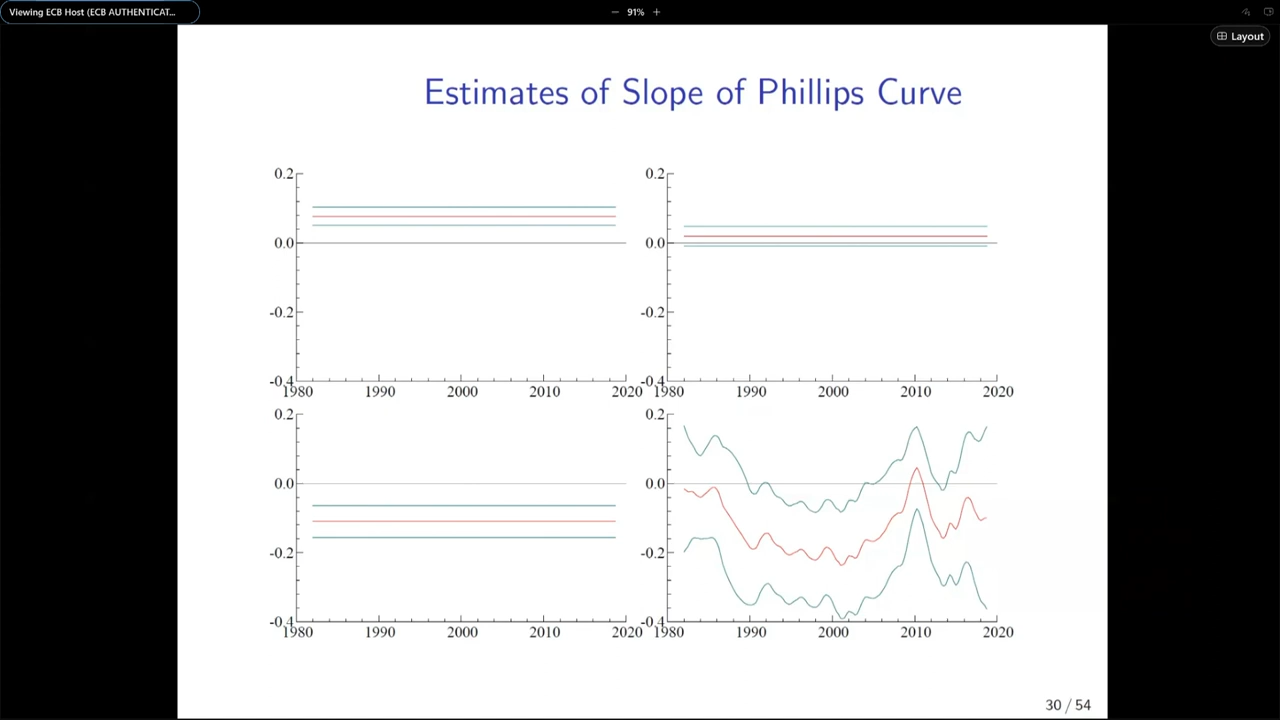 Viewing ECB Host (ECB AUTHENTICAT...
− 91% +
Layout
Estimates of Slope of Phillips Curve
0.2
0.0
-0.2
-0.4
1980 1990 2000 2010 2020
0.2
0.0
-0.2
-0.4
1980 1990 2000 2010 2020
0.2
0.0
-0.2
-0.4
1980 1990 2000 2010 2020
0.2
0.0
-0.2
-0.4
1980 1990 2000 2010 2020
30 / 54